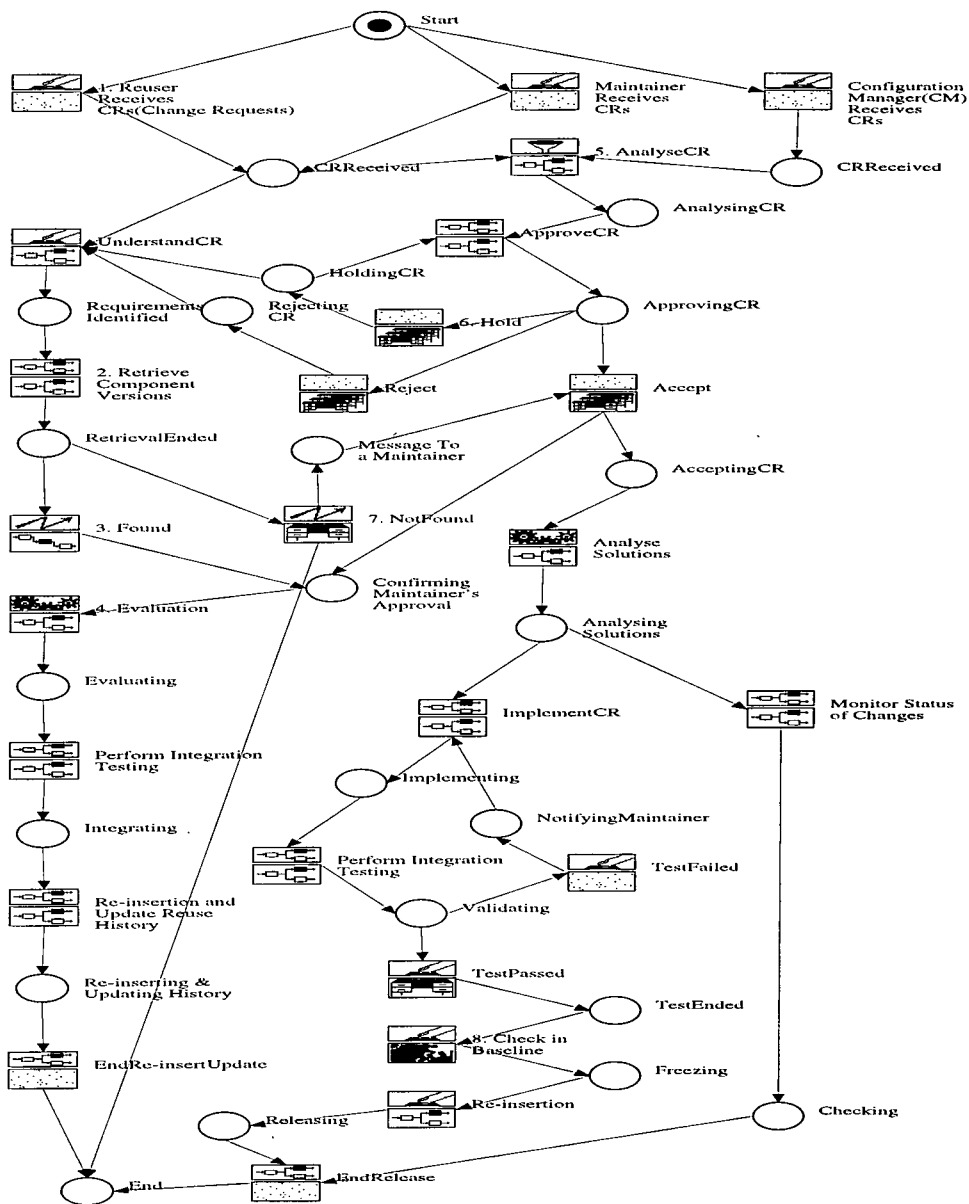 Start
1. Reuser
Receives
CRs(Change Requests)
Maintainer
Receives
CRs
Configuration
Manager(CM)
Receives
CRs
CRReceived
5. AnalyseCR
CRReceived
AnalysingCR
UnderstandCR
ApproveCR
HoldingCR
Requirements
Identified
Rejecting
CR
6. Hold
ApprovingCR
2. Retrieve
Component
Versions
Reject
Accept
RetrievalEnded
Message To
a Maintainer
AcceptingCR
3. Found
7. NotFound
Analyse
Solutions
Confirming
Maintainer's
Approval
4. Evaluation
Analysing
Solutions
Evaluating
ImplementCR
Monitor Status
of Changes
Perform Integration
Testing
Implementing
Integrating
NotifyingMaintainer
Perform Integration
Testing
TestFailed
Re-insertion and
Update Reuse
History
Validating
Re-inserting &
Updating History
TestPassed
TestEnded
8. Check in
Baseline
EndRe-insertUpdate
Freezing
Re-insertion
Releasing
Checking
End
EndRelease